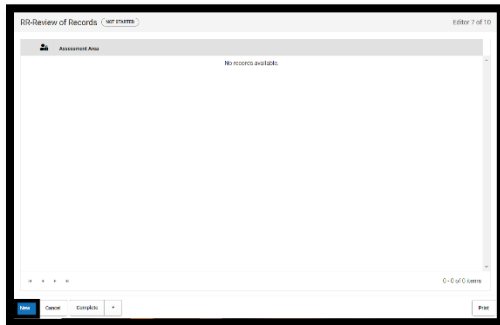 RR-Review of Records NOT STARTED Editor 7 of 10
Assessment Area
No records available.
0 - 0 of 0 items
New Cancel Complete Print